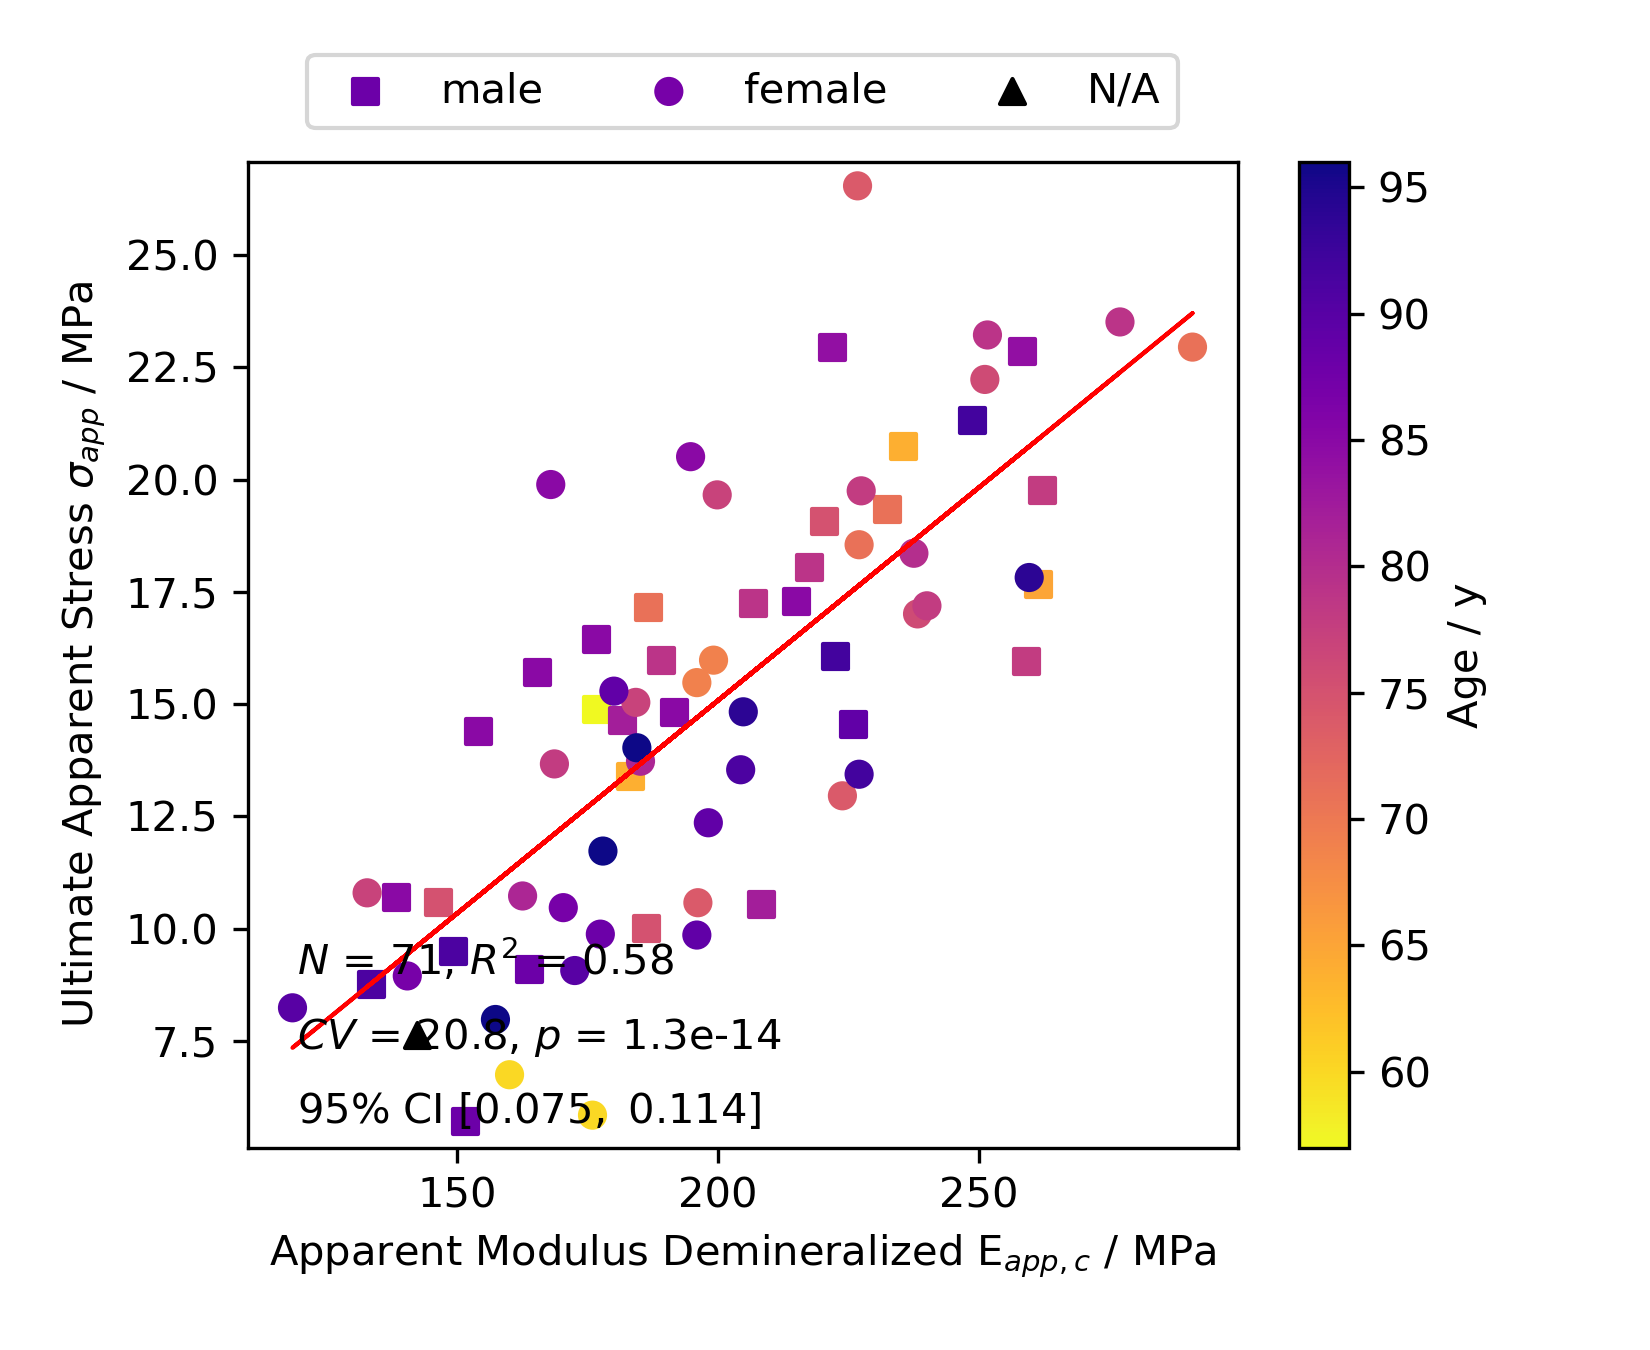 male female N/A
25.0
22.5
20.0
17.5
15.0
12.5
10.0
7.5
Ultimate Apparent Stress σapp / MPa
N = 71, R² = 0.58
CV = 20.8, p = 1.3e-14
95% CI [0.075, 0.114]
150 200 250
Apparent Modulus Demineralized Eapp, c / MPa
95
90
85
80
75
70
65
60
Age / y